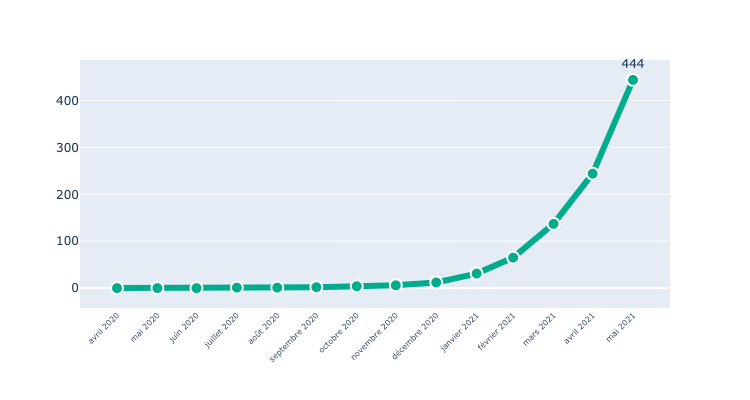 444
400
300
200
100
0
avril 2020
mai 2020
juin 2020
juillet 2020
août 2020
septembre 2020
octobre 2020
novembre 2020
décembre 2020
janvier 2021
février 2021
mars 2021
avril 2021
mai 2021